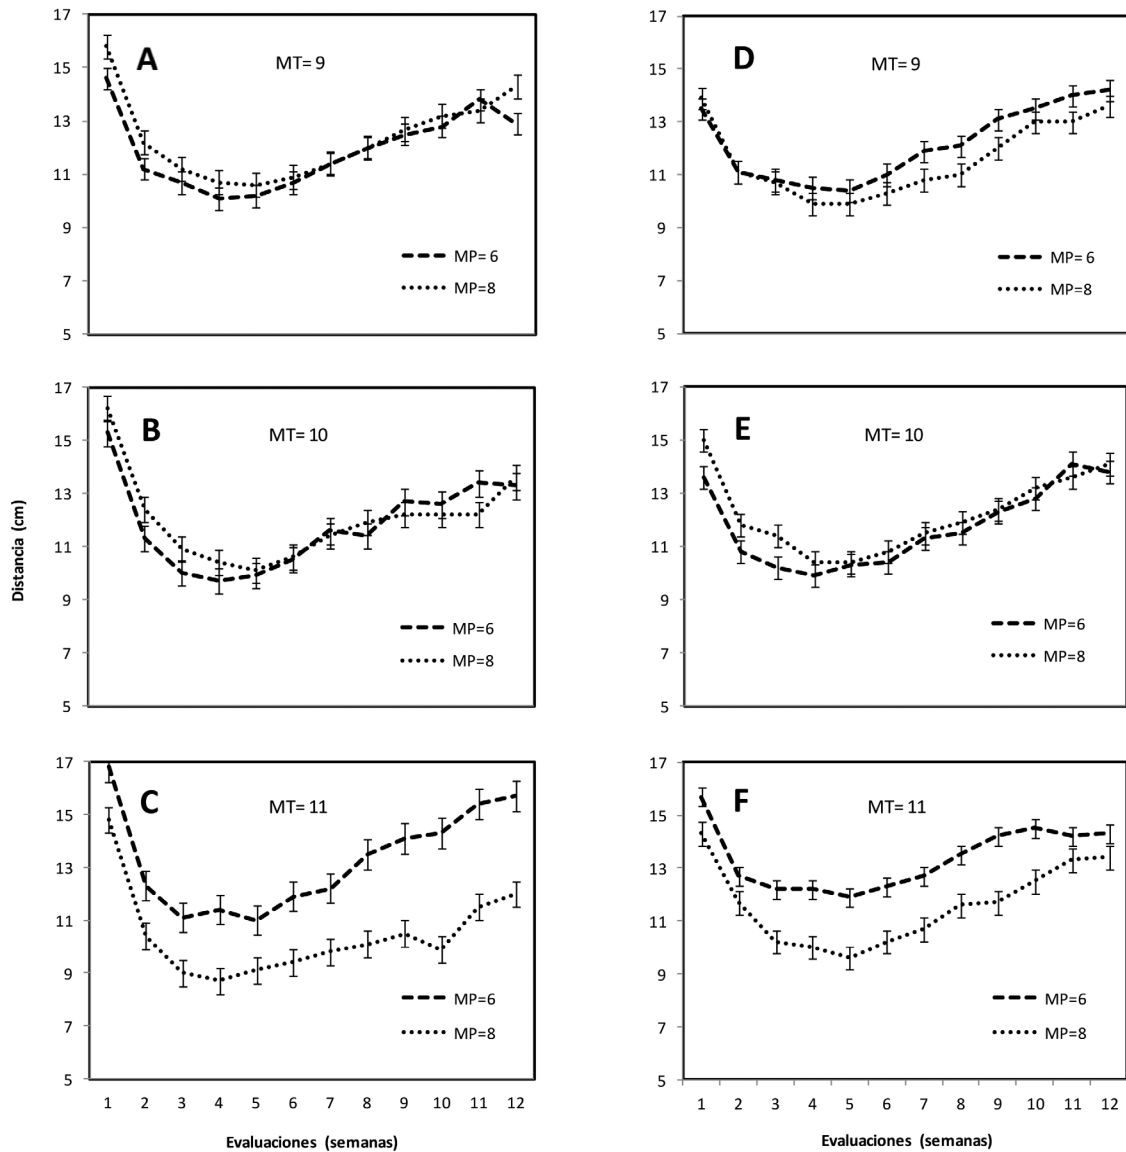 17
15
13
11
9
7
5
A
MT= 9
MP= 6
MP=8
17
15
13
11
9
7
5
D
MT= 9
MP= 6
MP=8
Distancia (cm)
17
15
13
11
9
7
5
B
MT= 10
MP=6
MP=8
17
15
13
11
9
7
5
E
MT= 10
MP=6
MP=8
17
15
13
11
9
7
5
C
MT= 11
MP=6
MP=8
1 2 3 4 5 6 7 8 9 10 11 12
Evaluaciones (semanas)
17
15
13
11
9
7
5
F
MT= 11
MP=6
MP=8
1 2 3 4 5 6 7 8 9 10 11 12
Evaluaciones (semanas)